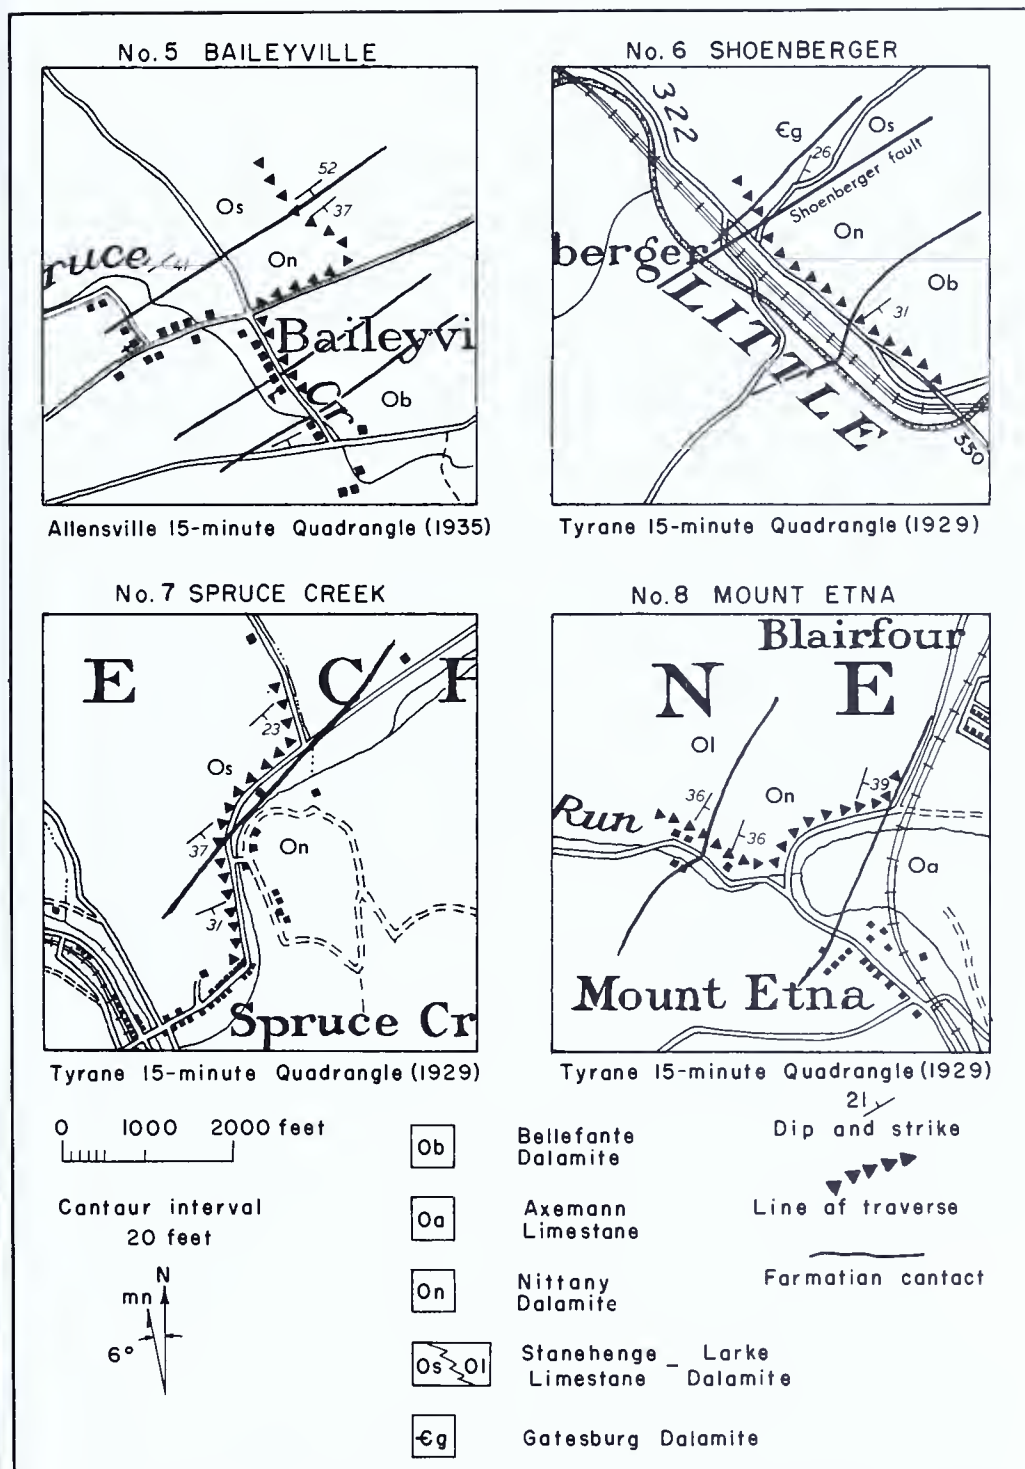 No. 5 BAILEYVILLE
52
37
Os
ruce
41
On
Baileyvi
Cr
Ob
Allensville 15-minute Quadrangle (1935)
No. 6 SHOENBERGER
322
Єg
Os
26
Shoenberger fault
On
berger
Ob
LITTLE
31
350
Tyrane 15-minute Quadrangle (1929)
No. 7 SPRUCE CREEK
E C
23
Os
37
On
31
Spruce Cr
Tyrane 15-minute Quadrangle (1929)
No. 8 MOUNT ETNA
Blairfour
N E
Ol
39
36
On
Run
36
Oa
Mount Etna
Tyrane 15-minute Quadrangle (1929)
0 1000 2000 feet
Cantaur interval
20 feet
N
mn
6°
Ob
Bellefante
Dalamite
Oa
Axemann
Limestane
On
Nittany
Dalamite
Os Ol
Stanehenge - Larke
Limestane Dalamite
Єg
Gatesburg Dalamite
21
Dip and strike
Line af traverse
Farmatian cantact